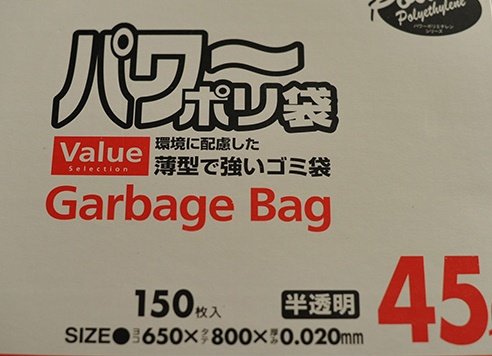 Polyethylene
パワーポリエチレン
シリーズ
パワーポリ袋
Value
Selection
環境に配慮した
薄型で強いゴミ袋
Garbage Bag
150枚入
半透明
45
SIZE●ヨコ650×タテ800×厚み0.020mm